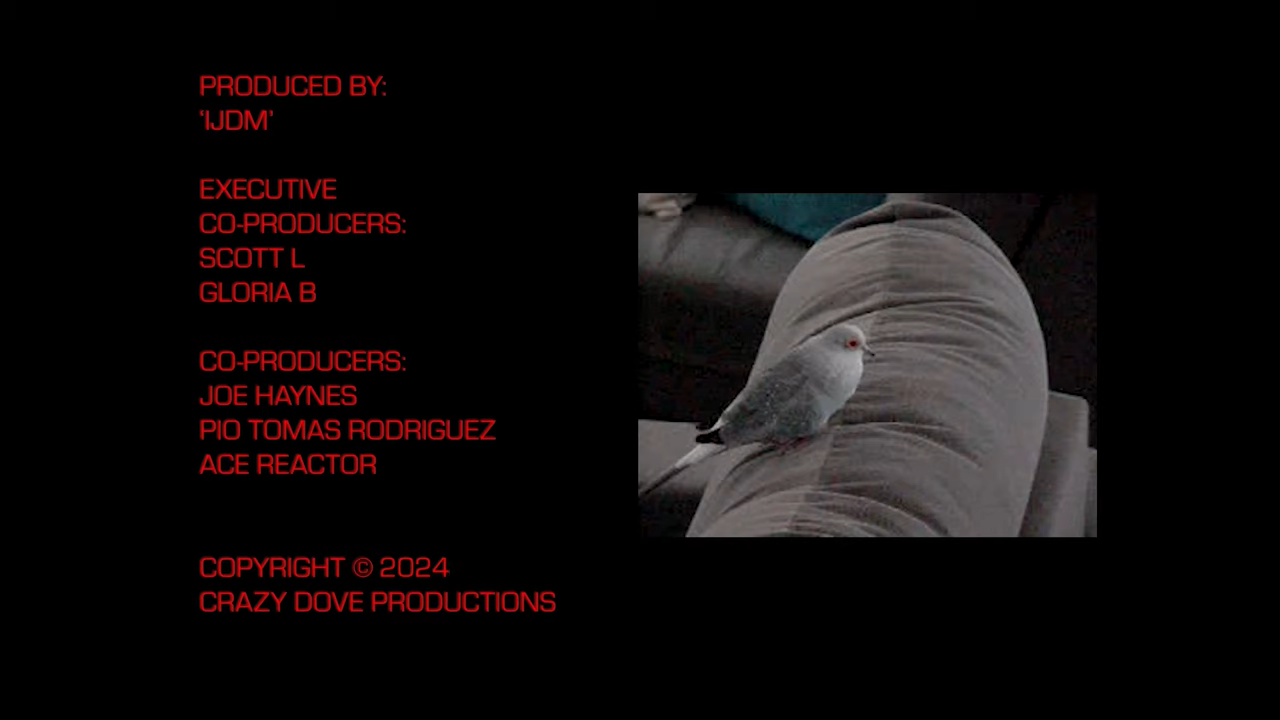 PRODUCED BY:
‘IJDM’
EXECUTIVE
CO-PRODUCERS:
SCOTT L
GLORIA B
CO-PRODUCERS:
JOE HAYNES
PIO TOMAS RODRIGUEZ
ACE REACTOR
COPYRIGHT © 2024
CRAZY DOVE PRODUCTIONS